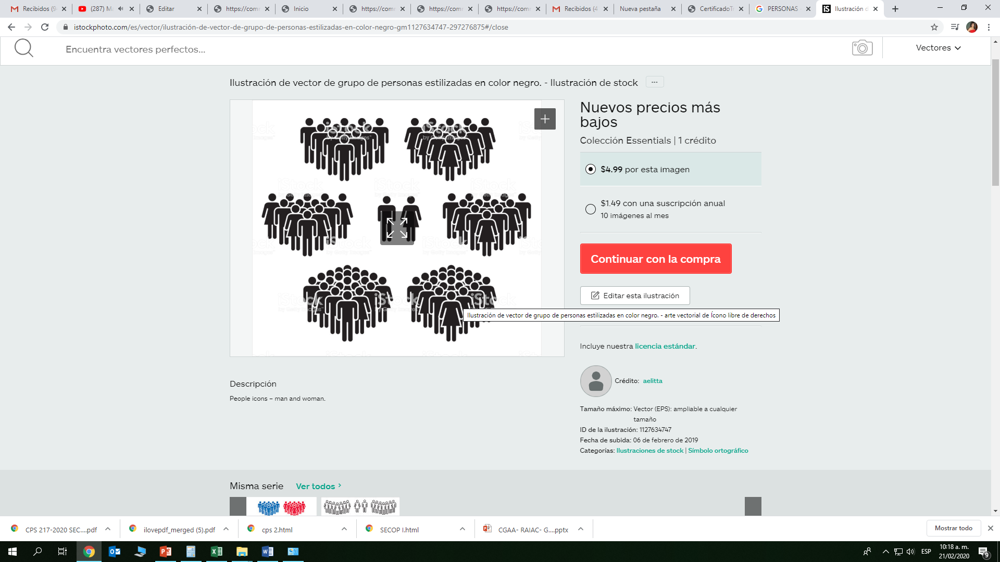 Recibidos (9
(287) Ma
Editar
https://com
Inicio
https://com
https://com
https://com
Recibidos (4
Nueva pestaña
CertificadoT
PERSONAS
Ilustración d
istockphoto.com/es/vector/ilustración-de-vector-de-grupo-de-personas-estilizadas-en-color-negro-gm1127634747-297276875#/close
Encuentra vectores perfectos...
Vectores
Ilustración de vector de grupo de personas estilizadas en color negro. - Ilustración de stock
...
Nuevos precios más
bajos
Colección Essentials | 1 crédito
$4.99 por esta imagen
$1.49 con una suscripción anual
10 imágenes al mes
Continuar con la compra
Editar esta ilustración
iStock
by Getty Images™
Ilustración de vector de grupo de personas estilizadas en color negro. - arte vectorial de Ícono libre de derechos
Incluye nuestra licencia estándar.
Crédito: aelitta
Tamaño máximo: Vector (EPS): ampliable a cualquier
tamaño
ID de la ilustración: 1127634747
Fecha de subida: 06 de febrero de 2019
Categorías: Ilustraciones de stock | Símbolo ortográfico
Descripción
People icons – man and woman.
Misma serie
Ver todos >
CPS 217-2020 SEC....pdf
ilovepdf_merged (5).pdf
cps 2.html
SECOP I.html
CGAA- RAIAC- G....pptx
Mostrar todo
ESP
10:18 a. m.
21/02/2020
9